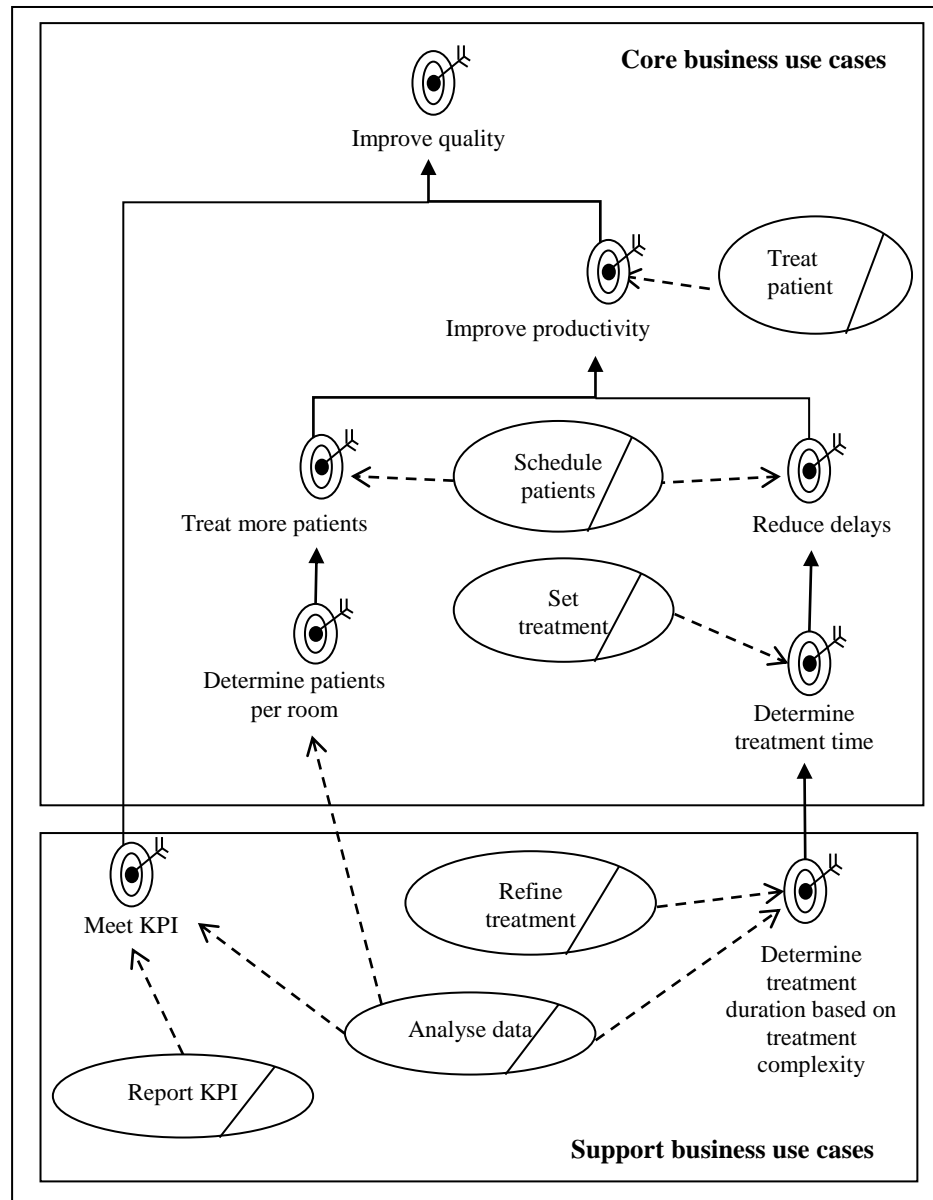 Core business use cases
Improve quality
Treat
patient
Improve productivity
Schedule
patients
Treat more patients
Reduce delays
Set
treatment
Determine patients
per room
Determine
treatment time
Refine
treatment
Meet KPI
Determine
treatment
duration based on
treatment
complexity
Analyse data
Report KPI
Support business use cases